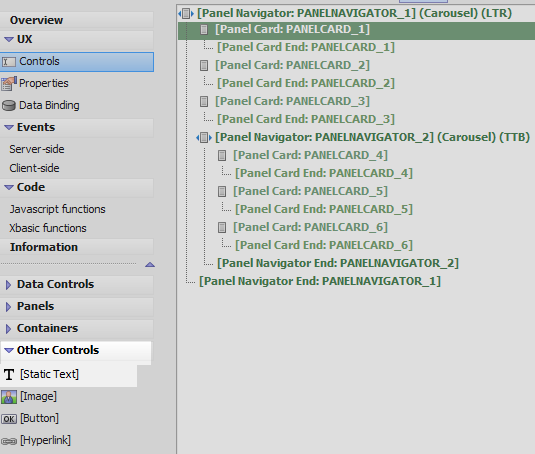 Overview
UX
Controls
Properties
Data Binding
Events
Server-side
Client-side
Code
Javascript functions
Xbasic functions
Information
Data Controls
Panels
Containers
Other Controls
T [Static Text]
[Image]
OK [Button]
[Hyperlink]
[Panel Navigator: PANELNAVIGATOR_1] (Carousel) (LTR)
[Panel Card: PANELCARD_1]
[Panel Card End: PANELCARD_1]
[Panel Card: PANELCARD_2]
[Panel Card End: PANELCARD_2]
[Panel Card: PANELCARD_3]
[Panel Card End: PANELCARD_3]
[Panel Navigator: PANELNAVIGATOR_2] (Carousel) (TTB)
[Panel Card: PANELCARD_4]
[Panel Card End: PANELCARD_4]
[Panel Card: PANELCARD_5]
[Panel Card End: PANELCARD_5]
[Panel Card: PANELCARD_6]
[Panel Card End: PANELCARD_6]
[Panel Navigator End: PANELNAVIGATOR_2]
[Panel Navigator End: PANELNAVIGATOR_1]